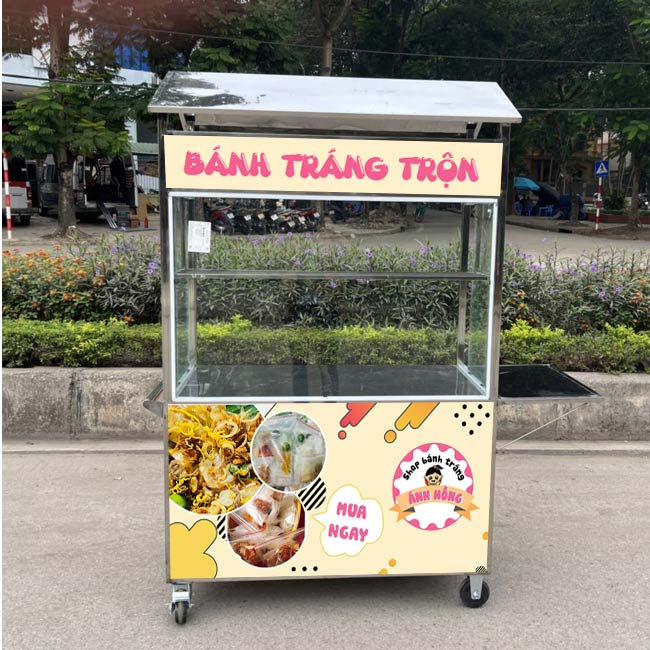 BÁNH TRÁNG TRỘN
Shop bánh tráng
ÁNH HỒNG
MUA
NGAY